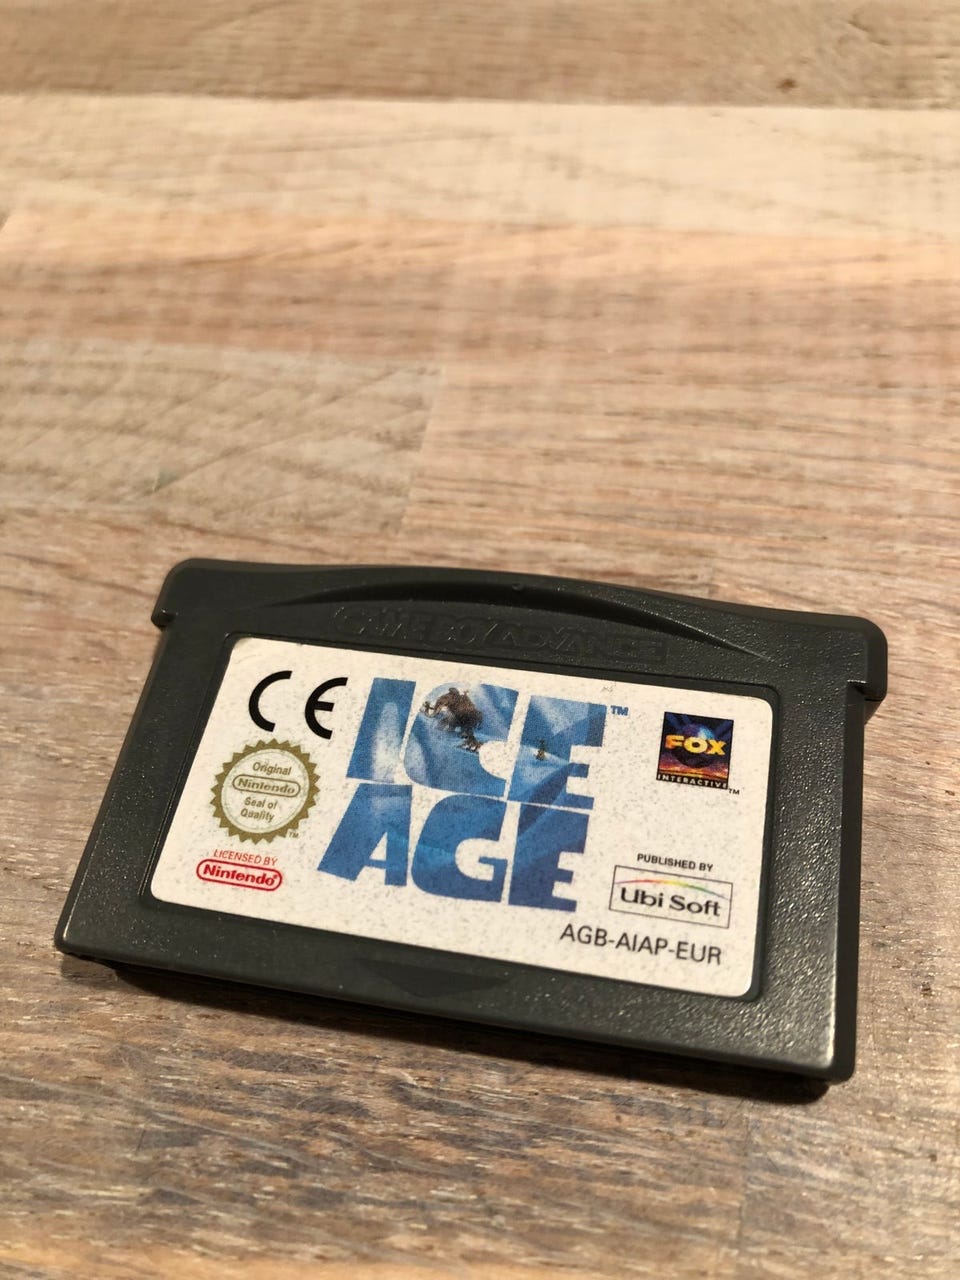 GAME BOY ADVANCE
CE
ICE
AGE
™
FOX
INTERACTIVE
™
Original
Nintendo
Seal of
Quality
™
LICENSED BY
Nintendo®
PUBLISHED BY
Ubi Soft
AGB-AIAP-EUR